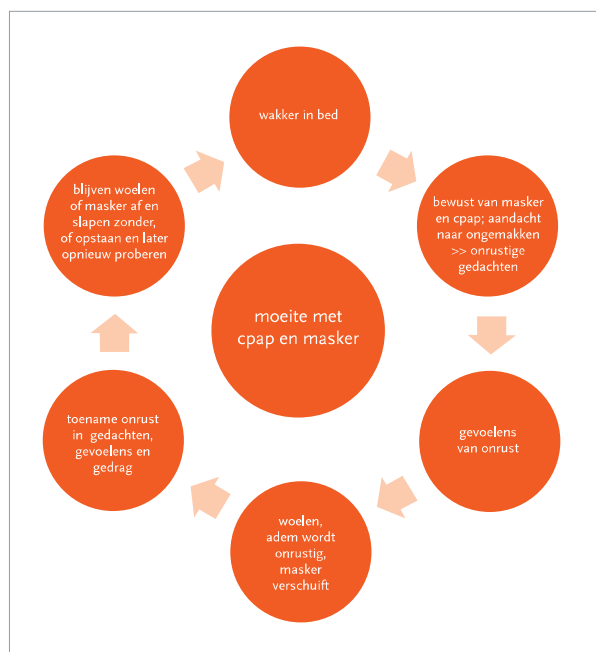 wakker in bed
bewust van masker
en cpap; aandacht
naar ongemakken
>> onrustige
gedachten
gevoelens
van onrust
woelen,
adem wordt
onrustig,
masker
verschuift
toename onrust
in gedachten,
gevoelens en
gedrag
blijven woelen
of masker af en
slapen zonder,
of opstaan en later
opnieuw proberen
moeite met
cpap en masker